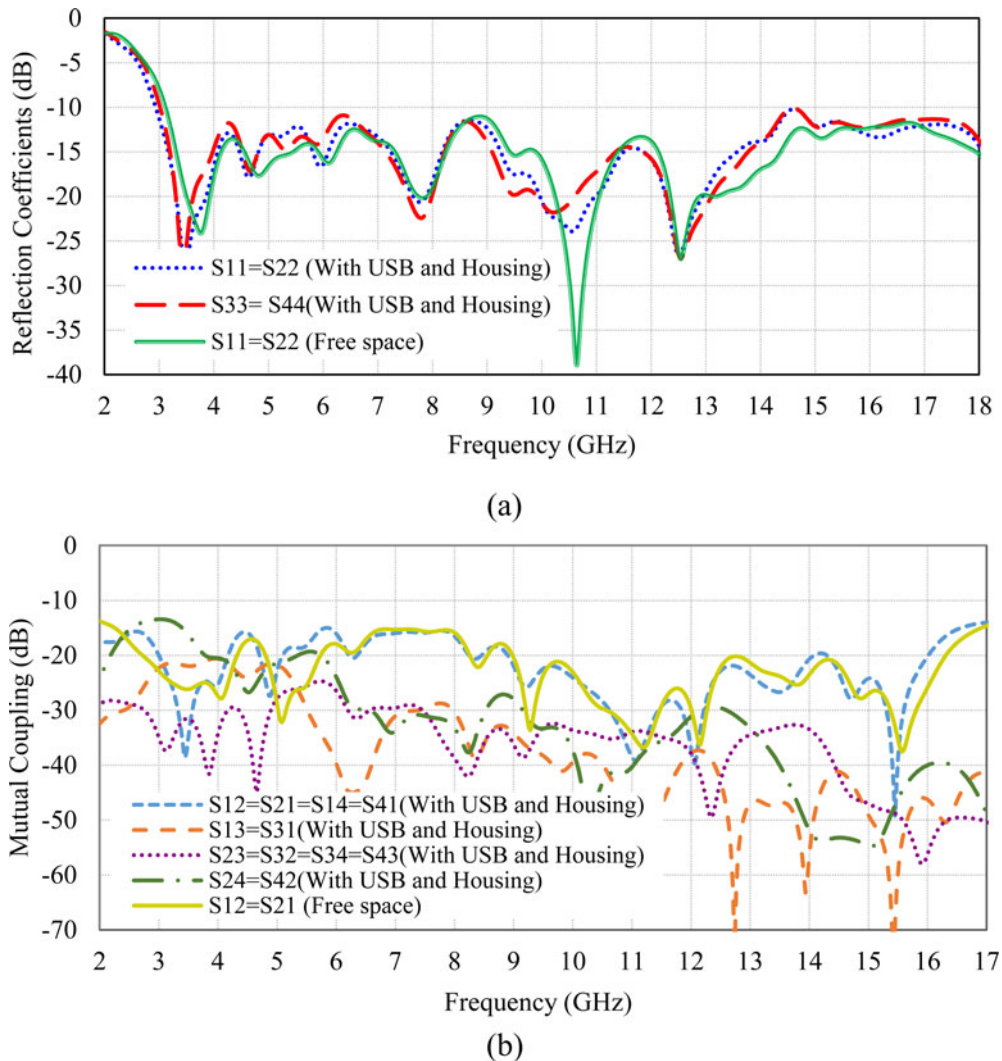 0
-5
-10
-15
-20
-25
-30
-35
-40
Reflection Coefficients (dB)
S11=S22 (With USB and Housing)
S33= S44(With USB and Housing)
S11=S22 (Free space)
2 3 4 5 6 7 8 9 10 11 12 13 14 15 16 17 18
Frequency (GHz)
(a)
0
-10
-20
-30
-40
-50
-60
-70
Mutual Coupling (dB)
S12=S21=S14=S41(With USB and Housing)
S13=S31(With USB and Housing)
S23=S32=S34=S43(With USB and Housing)
S24=S42(With USB and Housing)
S12=S21 (Free space)
2 3 4 5 6 7 8 9 10 11 12 13 14 15 16 17
Frequency (GHz)
(b)